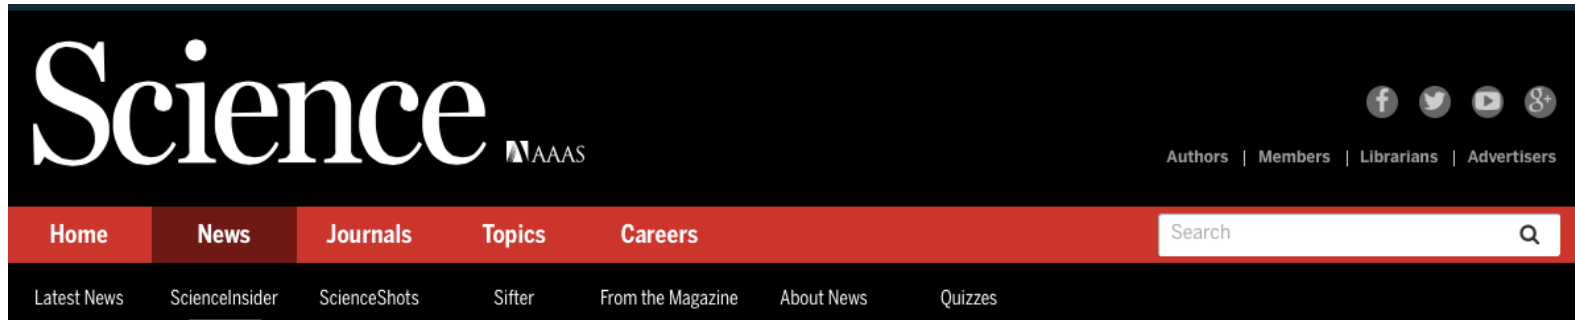 Science
AAAS
Authors | Members | Librarians | Advertisers
Home News Journals Topics Careers Search
Latest News ScienceInsider ScienceShots Sifter From the Magazine About News Quizzes